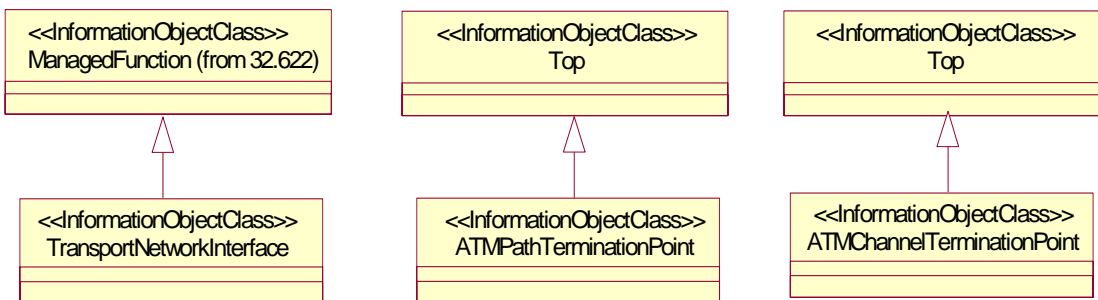 <<InformationObjectClass>>
ManagedFunction (from 32.622)
<<InformationObjectClass>>
Top
<<InformationObjectClass>>
Top
<<InformationObjectClass>>
TransportNetworkInterface
<<InformationObjectClass>>
ATMPathTerminationPoint
<<InformationObjectClass>>
ATMChannelTerminationPoint